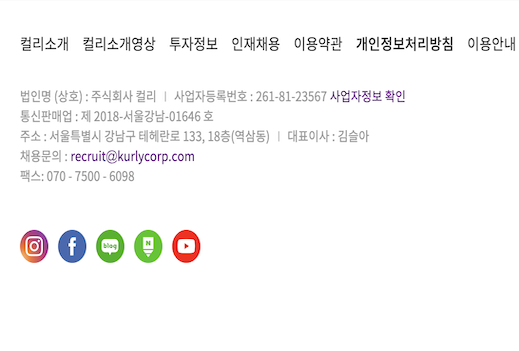 컬리소개 컬리소개영상 투자정보 인재채용 이용약관 개인정보처리방침 이용안내
법인명 (상호) : 주식회사 컬리 | 사업자등록번호 : 261-81-23567 사업자정보 확인
통신판매업 : 제 2018-서울강남-01646 호
주소 : 서울특별시 강남구 테헤란로 133, 18층(역삼동) | 대표이사 : 김슬아
채용문의 : recruit@kurlycorp.com
팩스: 070 - 7500 - 6098
blog N